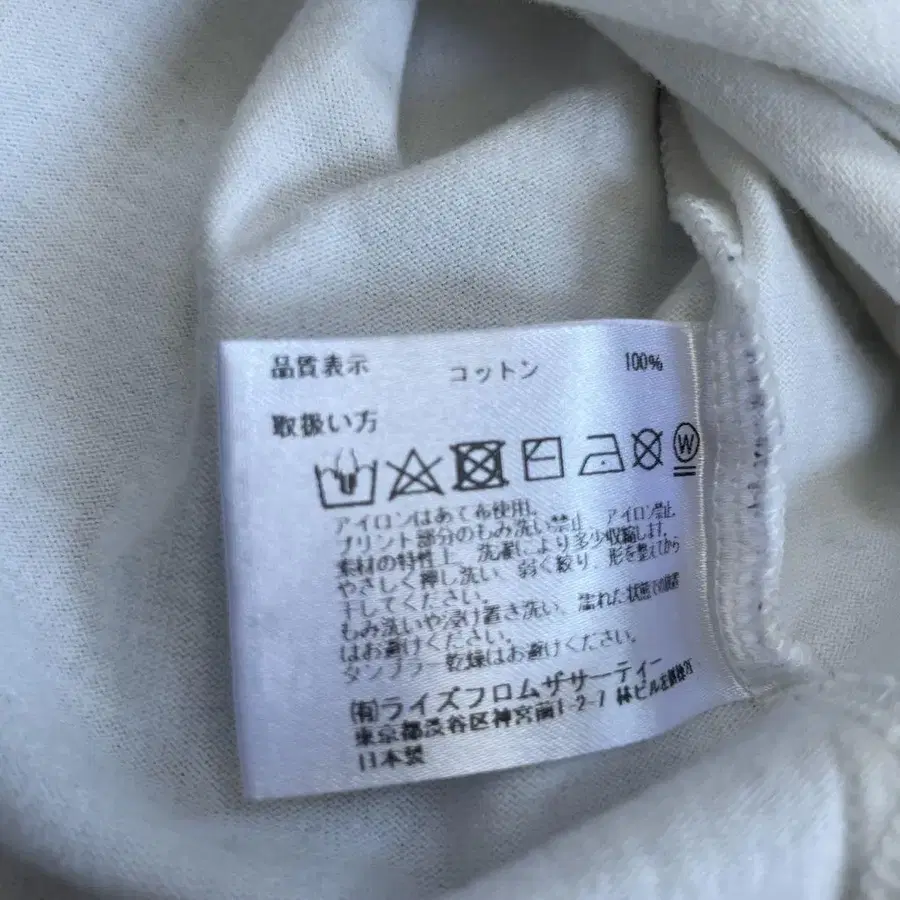 品質表示 コットン 100%
取扱い方
W
アイロンはあて布使用。
プリント部分のもみ洗い禁止 アイロン禁止。
素材の特性上、洗濯により多少収縮します。
やさしく押し洗い、弱く絞り、形を整えてから
干してください。
もみ洗いや浸け置き洗い、濡れた状態での放置
はお避けください。
タンブラー乾燥はお避けください。
(有)ライズフロムザサーティー
東京都渋谷区神宮前1-2-7 林ビル
日本製